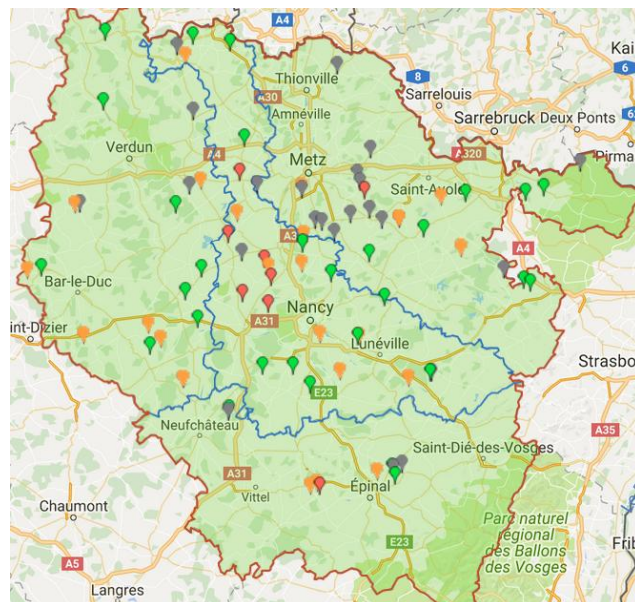 A4
Thionville
8
Kai
6
A30
Amnéville
Sarrelouis
Sarrebruck
Deux Ponts
Verdun
A4
Metz
A320
Pirma
Saint-Avold
A3
A4
Bar-le-Duc
int-Dizier
A31
Nancy
Lunéville
Strasbo
E23
A35
Neufchâteau
Saint-Dié-des-Vosges
A31
Vittel
Épinal
Chaumont
Parc naturel
régional
des Ballons
des Vosges
E23
A5
Frib
Langres